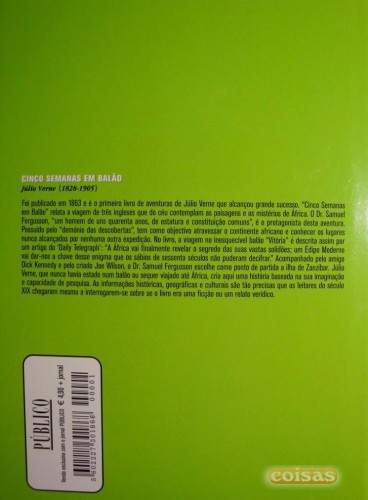 CINCO SEMANAS EM BALÃO
Júlio Verne (1828-1905)
Foi publicado em 1863 e é o primeiro livro de aventuras de Júlio Verne que alcançou grande sucesso. "Cinco Semanas
em Balão" relata a viagem de três ingleses que do céu contemplam as paisagens e os mistérios de África. O Dr. Samuel
Fergusson, "um homem de uns quarenta anos, de estatura e constituição comuns", é o protagonista desta aventura.
Possuído pelo "demónio das descobertas", tem como objectivo atravessar o continente africano e conhecer os lugares
nunca alcançados por nenhuma outra expedição. No livro, a viagem no inesquecível balão "Vitória" é descrita assim por
um artigo do 'Daily Telegraph': "A África vai finalmente revelar o segredo das suas vastas solidões; um Édipo Moderno
vai dar-nos a chave desse enigma que os sábios de sessenta séculos não puderam decifrar." Acompanhado pelo amigo
Dick Kennedy e pelo criado Joe Wilson, o Dr. Samuel Fergusson escolhe como ponto de partida a ilha de Zanzibar. Júlio
Verne, que nunca havia estado num balão ou sequer viajado até África, cria aqui uma história baseada na sua imaginação
e capacidade de pesquisa. As informações históricas, geográficas e culturais são tão precisas que os leitores do século
XIX chegaram mesmo a interrogarem-se sobre se o livro era uma ficção ou um relato verídico.
PÚBLICO
€ 4,90 + jornal
Venda exclusiva com o jornal PÚBLICO
00001
5602227501868
coisas